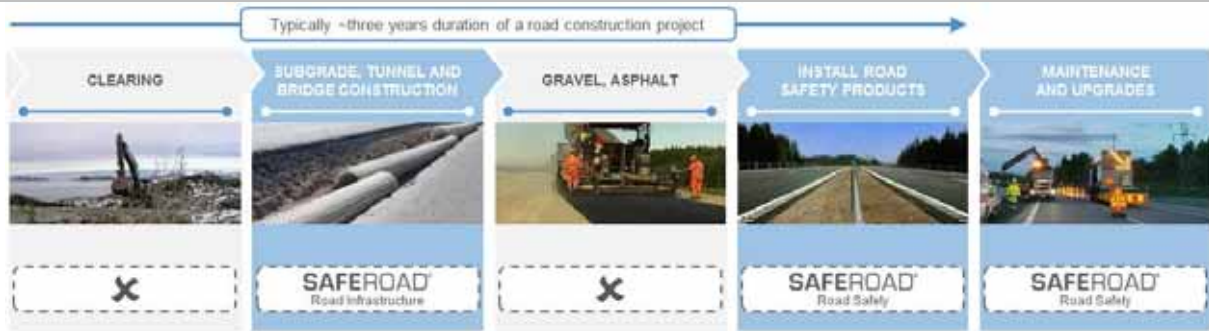 Typically ~three years duration of a road construction project
CLEARING
SUBGRADE, TUNNEL AND
BRIDGE CONSTRUCTION
GRAVEL, ASPHALT
INSTALL ROAD
SAFETY PRODUCTS
MAINTENANCE
AND UPGRADES
SAFEROAD®
Road Infrastructure
SAFEROAD®
Road Safety
SAFEROAD®
Road Safety